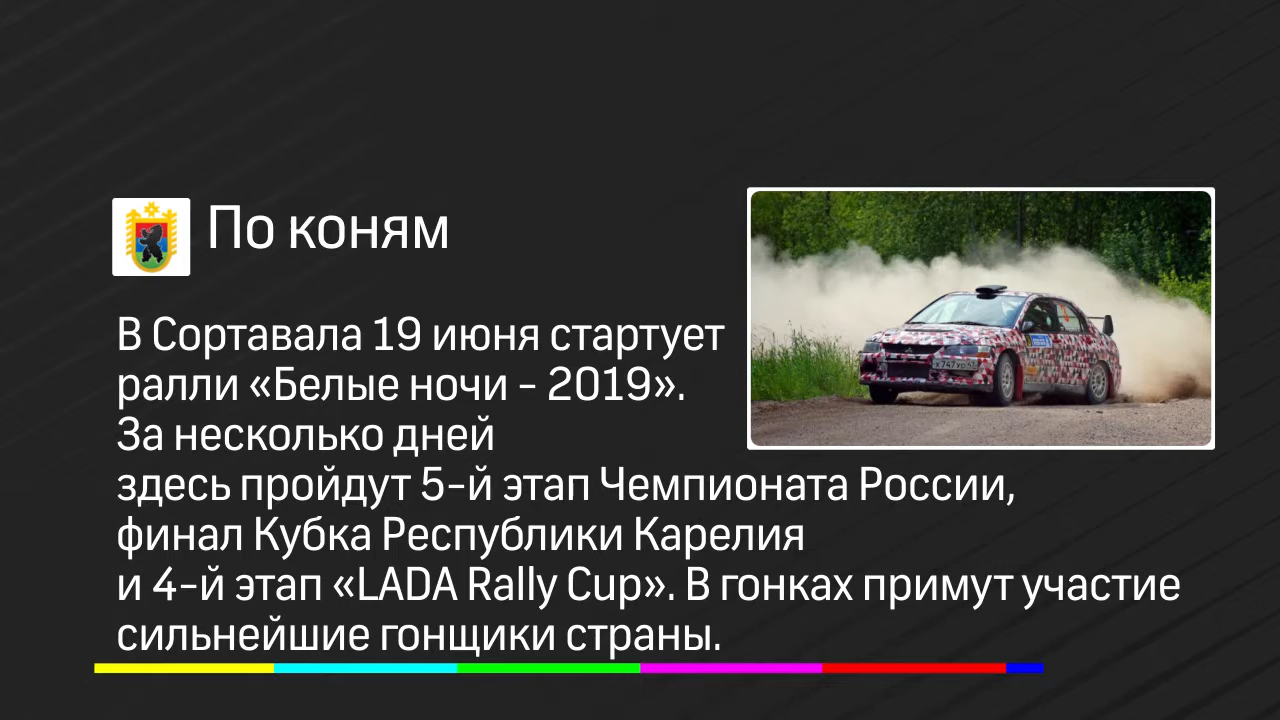 По коням
В Сортавала 19 июня стартует
ралли «Белые ночи – 2019».
За несколько дней
здесь пройдут 5-й этап Чемпионата России,
финал Кубка Республики Карелия
и 4-й этап «LADA Rally Cup». В гонках примут участие
сильнейшие гонщики страны.